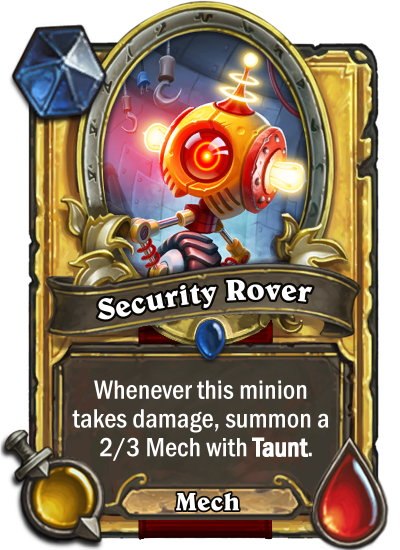 Security Rover
Whenever this minion
takes damage, summon a
2/3 Mech with Taunt.
Mech